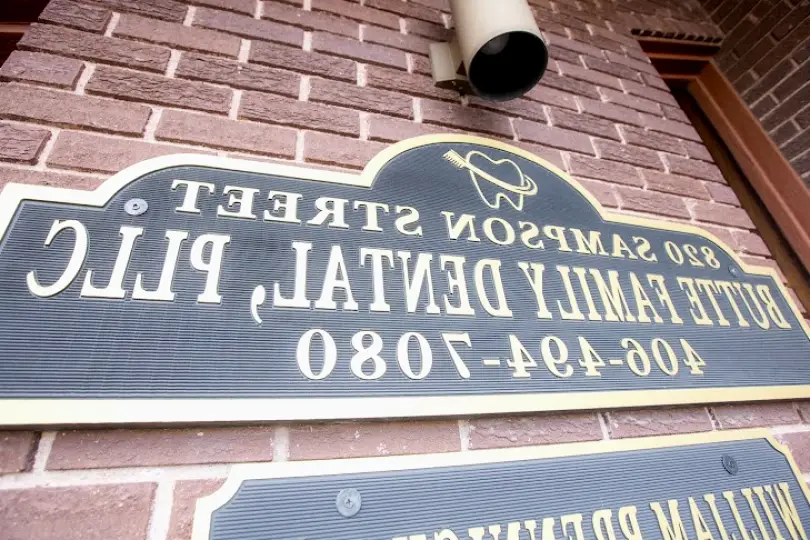 820 SAMPSON STREET
BUTTE FAMILY DENTAL, PLLC
406-494-7080
WILLIAM